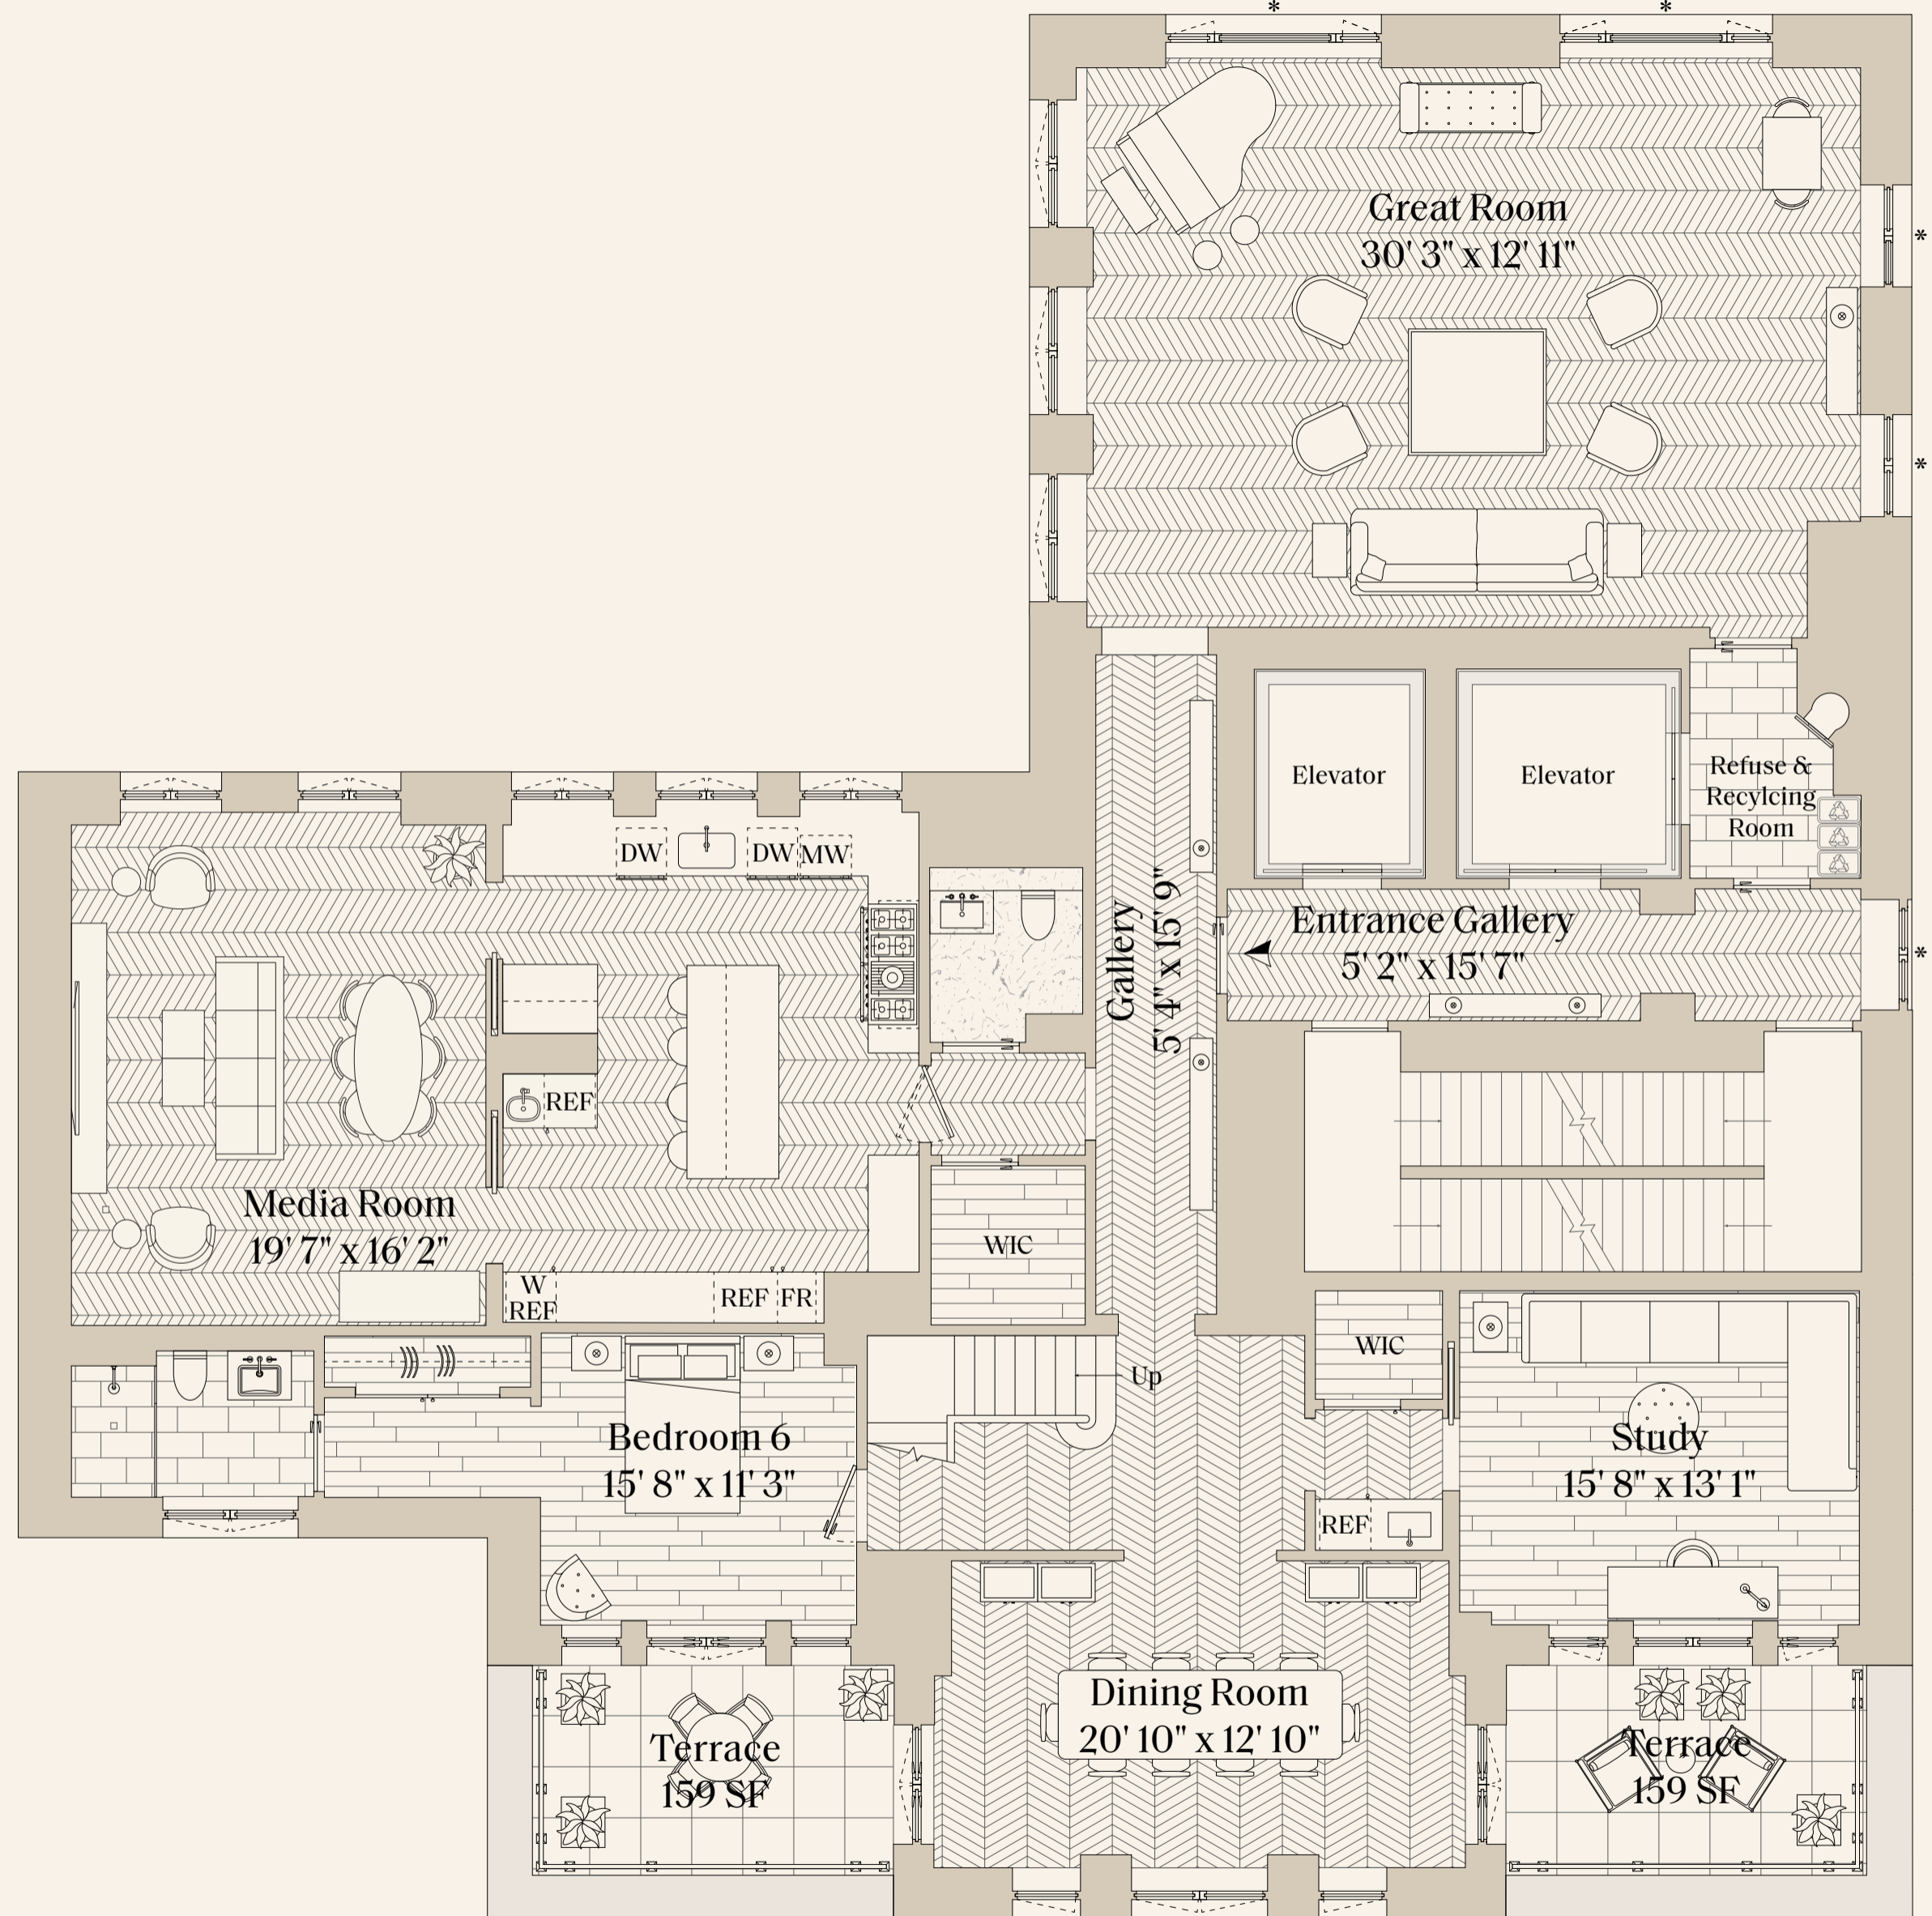 *
*
Great Room
30' 3" x 12' 11"
*
*
Elevator
Elevator
Refuse &
Recylcing
Room
DW
DW
MW
Gallery
5' 4" x 15' 9"
Entrance Gallery
5' 2" x 15' 7"
*
REF
Media Room
19' 7" x 16' 2"
WIC
W
REF
REF
FR
WIC
Up
Bedroom 6
15' 8" x 11' 3"
Study
15' 8" x 13' 1"
REF
Dining Room
20' 10" x 12' 10"
Terrace
159 SF
Terrace
159 SF